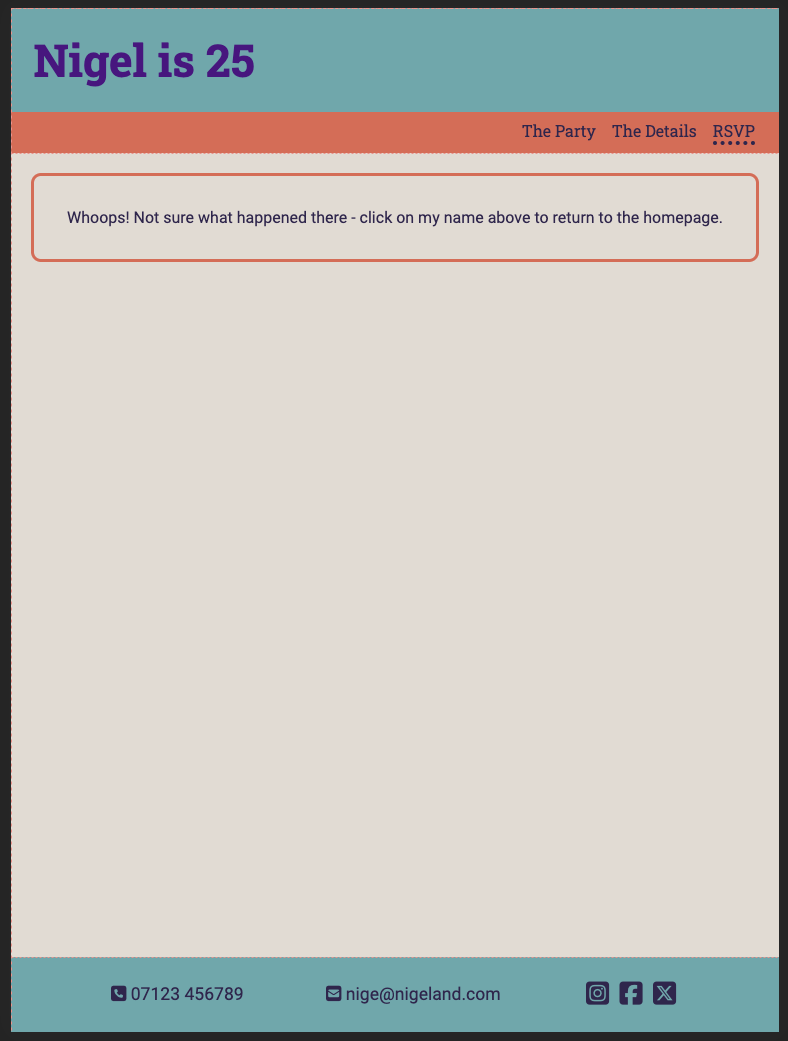 Nigel is 25
The Party The Details RSVP
Whoops! Not sure what happened there - click on my name above to return to the homepage.
07123 456789 nige@nigeland.com